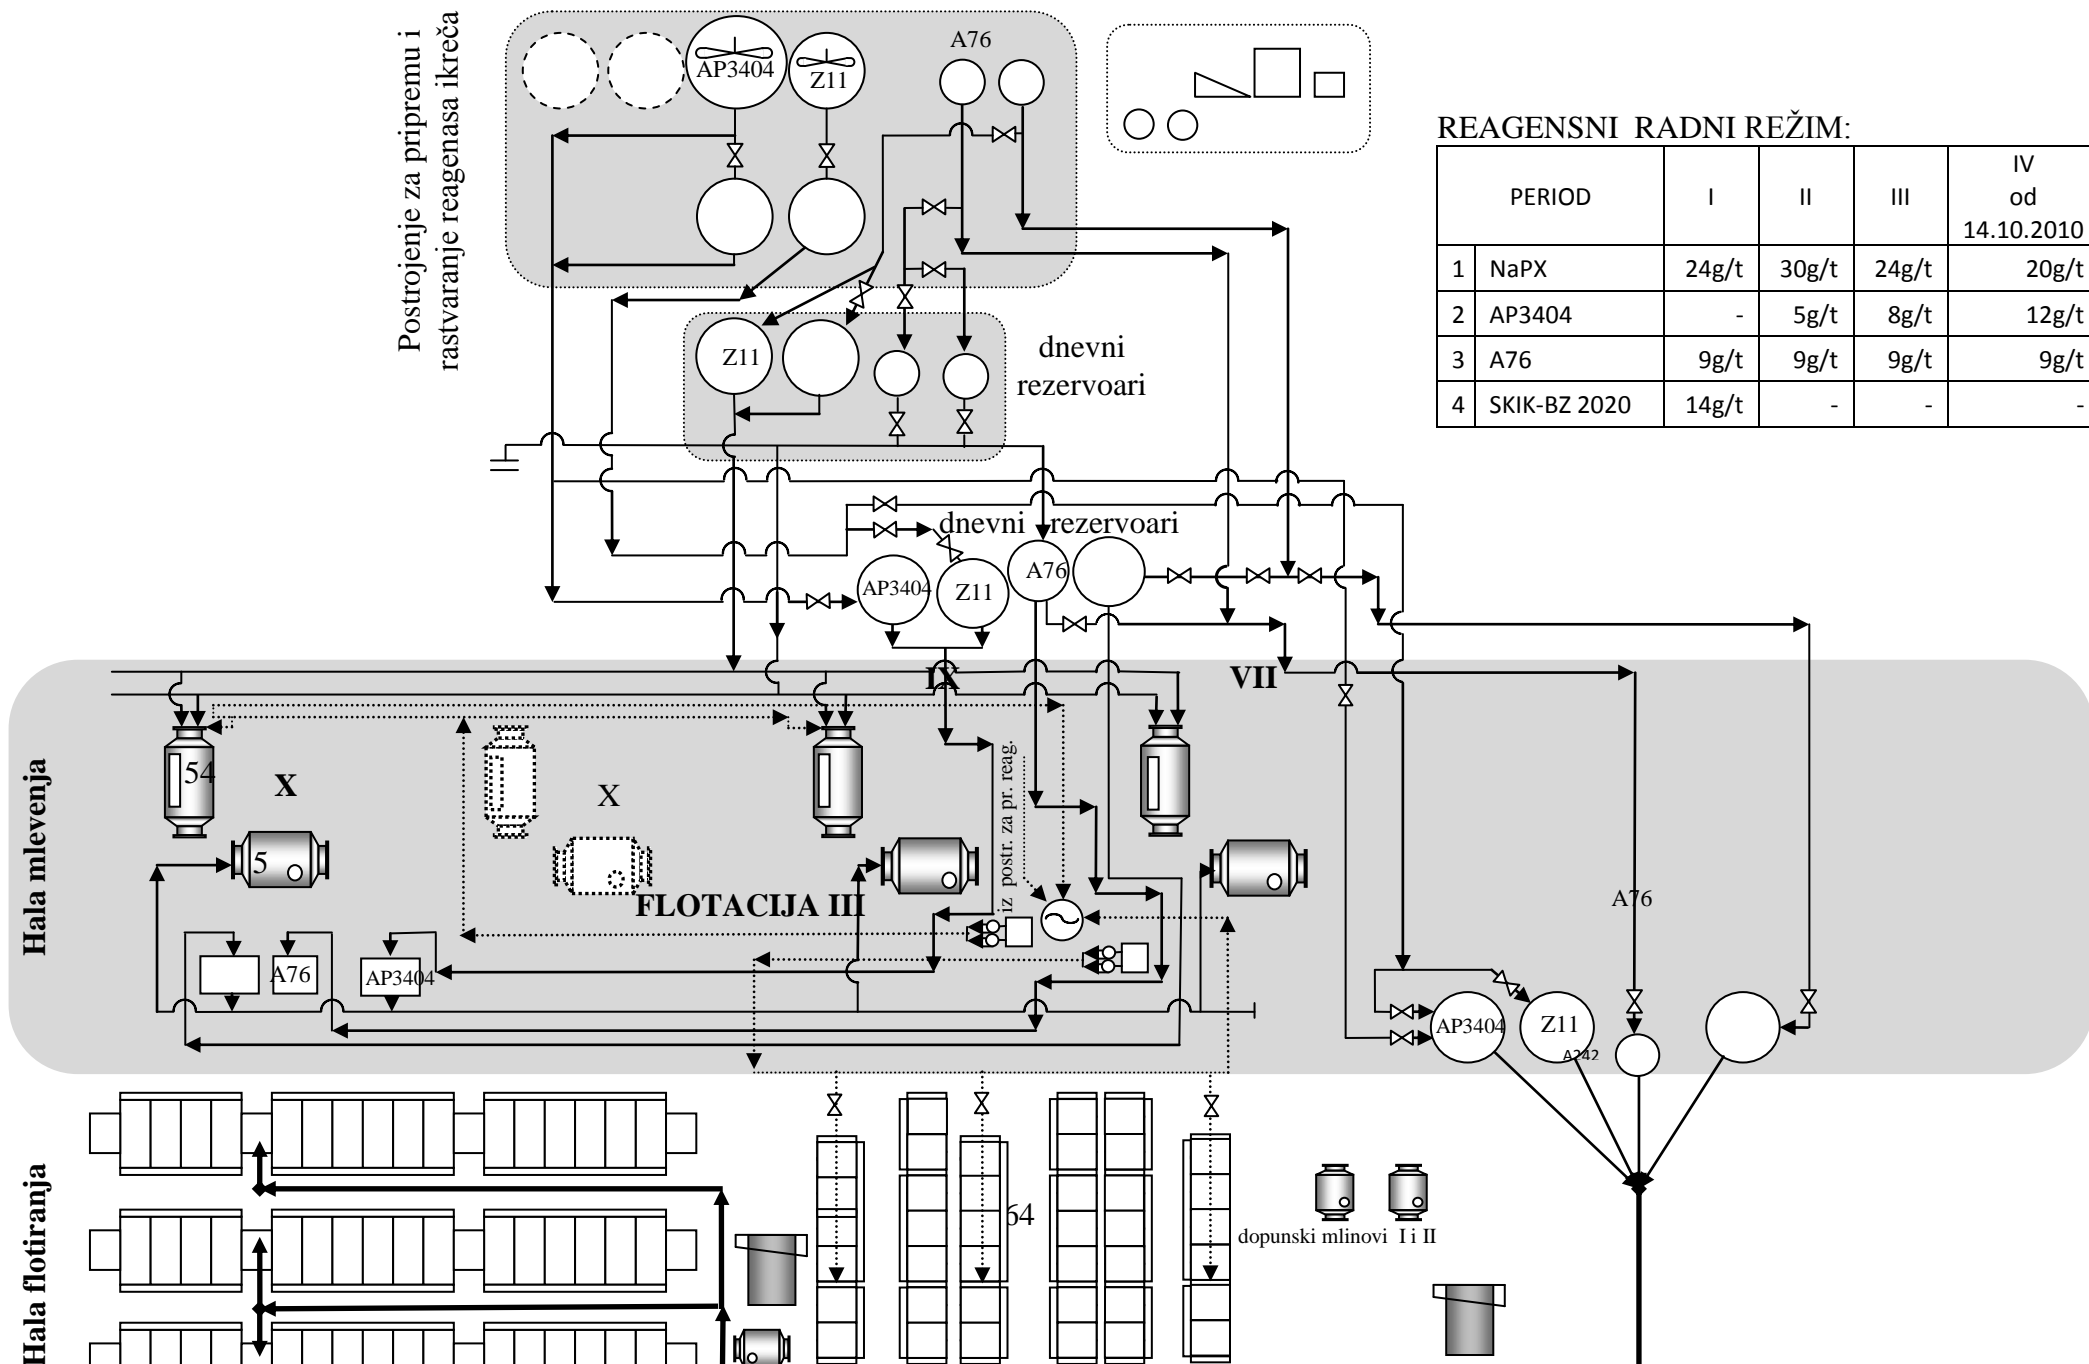 Postrojenje za pripremu i
rastvaranje reagenasa ikreča
AP3404
Z11
A76
REAGENSNI RADNI REŽIM:
PERIOD I II III IV
od
14.10.2010
1 NaPX 24g/t 30g/t 24g/t 20g/t
2 AP3404 - 5g/t 8g/t 12g/t
3 A76 9g/t 9g/t 9g/t 9g/t
4 SKIK-BZ 2020 14g/t - - -
Z11
dnevni
rezervoari
dnevni rezervoari
AP3404
Z11
A76
Hala mlevenja
IX
VII
54
X
X
5
iz postr. za pr. reag.
FLOTACIJA III
A76
A76
AP3404
AP3404
Z11
A242
Hala flotiranja
64
dopunski mlinovi I i II